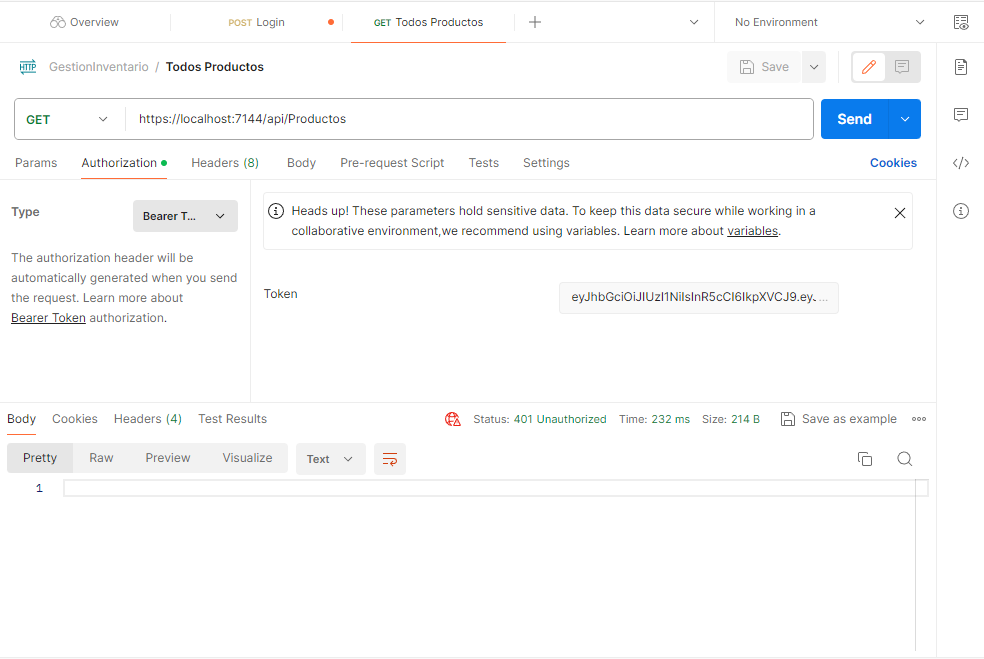 Overview
POST Login
GET Todos Productos
No Environment
HTTP
GestionInventario / Todos Productos
Save
GET
https://localhost:7144/api/Productos
Send
Params
Authorization
Headers (8)
Body
Pre-request Script
Tests
Settings
Cookies
Type
Bearer T...
Heads up! These parameters hold sensitive data. To keep this data secure while working in a
collaborative environment,we recommend using variables. Learn more about variables.
The authorization header will be
automatically generated when you send
the request. Learn more about
Bearer Token authorization.
Token
eyJhbGciOiJIUzI1NiIsInR5cCI6IkpXVCJ9.ey. ...
Body
Cookies
Headers (4)
Test Results
Status: 401 Unauthorized
Time: 232 ms
Size: 214 B
Save as example
Pretty
Raw
Preview
Visualize
Text
1